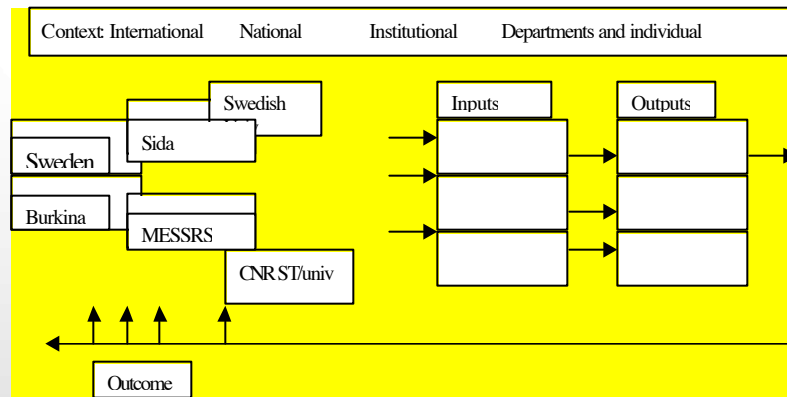 Context: International National Institutional Departments and individual
Swedish
Inputs
Outputs
Sida
Sweden
Burkina
MESSRS
CNRST/univ
Outcome